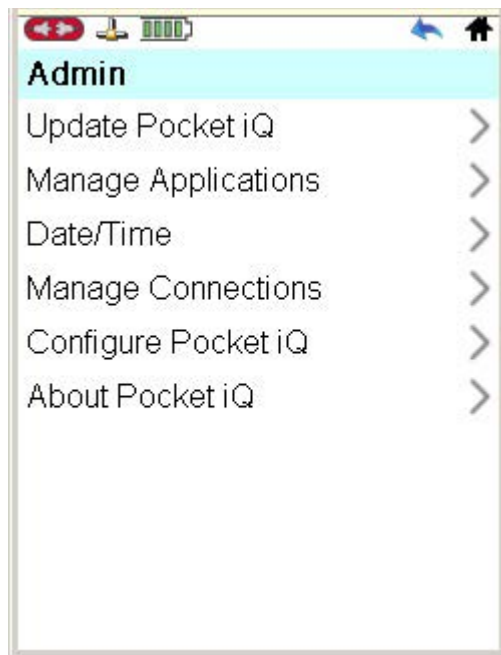 Admin
Update Pocket iQ
Manage Applications
Date/Time
Manage Connections
Configure Pocket iQ
About Pocket iQ